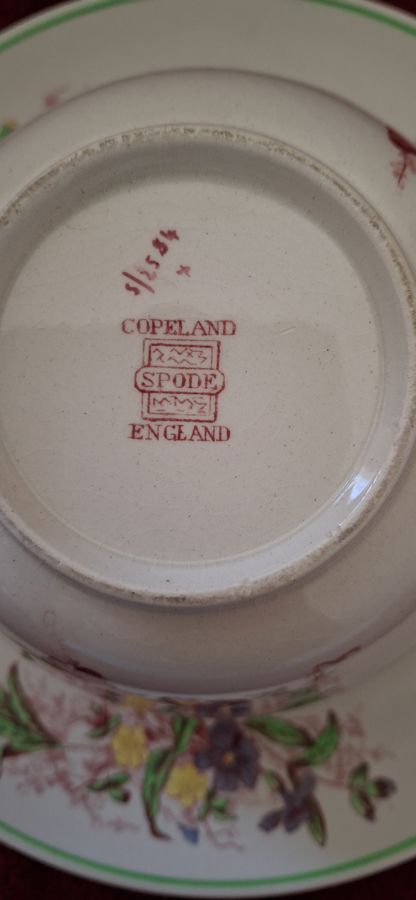 S/2584
x
COPELAND
SPODE
ENGLAND